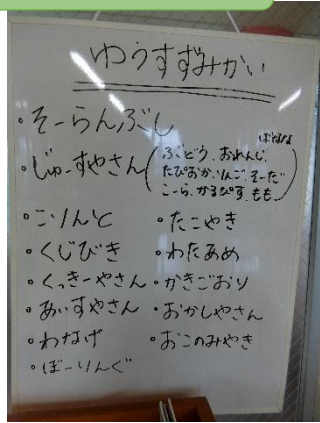 ゆうすずみかい
・そーらんぶし
ばなな
・じゅーすやさん(ぶどう、おれんじ、
たぴおか、りんご、そーだ
こーら、かるぴす、もも)
・こりんと ・たこやき
・くじびき ・わたあめ
・くっきーやさん ・かきごおり
・あいすやさん ・おかしやさん
・わなげ ・おこのみやき
・ぼーりんぐ